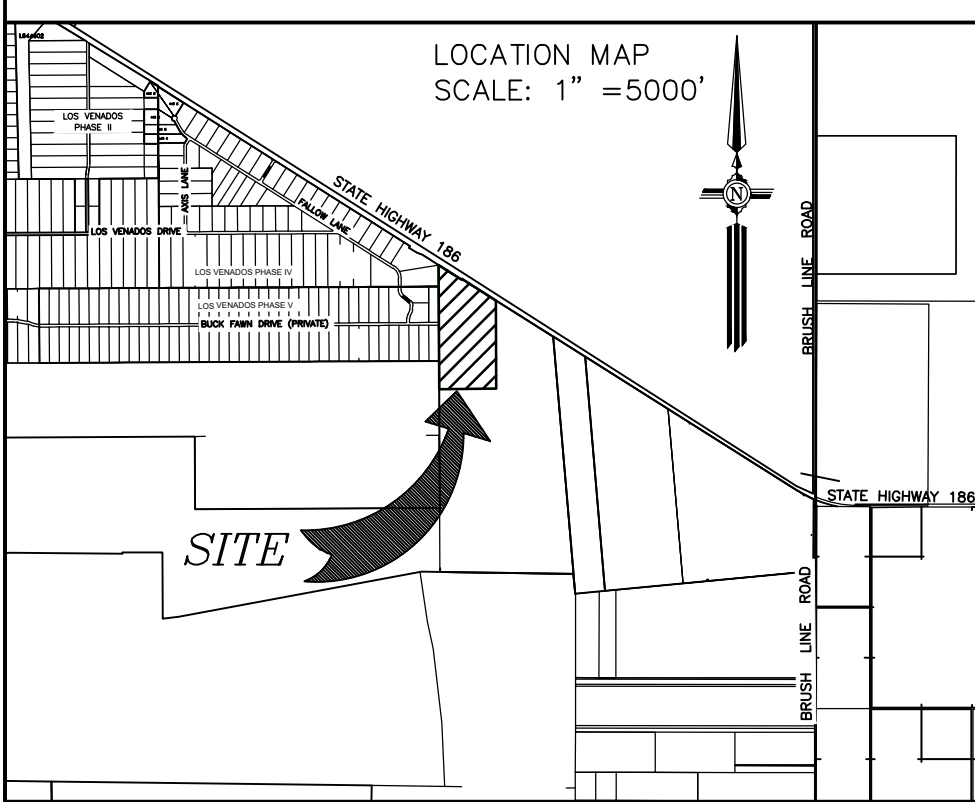 LOCATION MAP
SCALE: 1" =5000'
LOS VENADOS
PHASE II
STATE HIGHWAY 186
AXIS LANE
FALLOW LANE
LOS VENADOS DRIVE
BRUSH LINE ROAD
N
LOS VENADOS PHASE IV
LOS VENADOS PHASE V
BUCK FAWN DRIVE (PRIVATE)
STATE HIGHWAY 186
SITE
BRUSH LINE ROAD